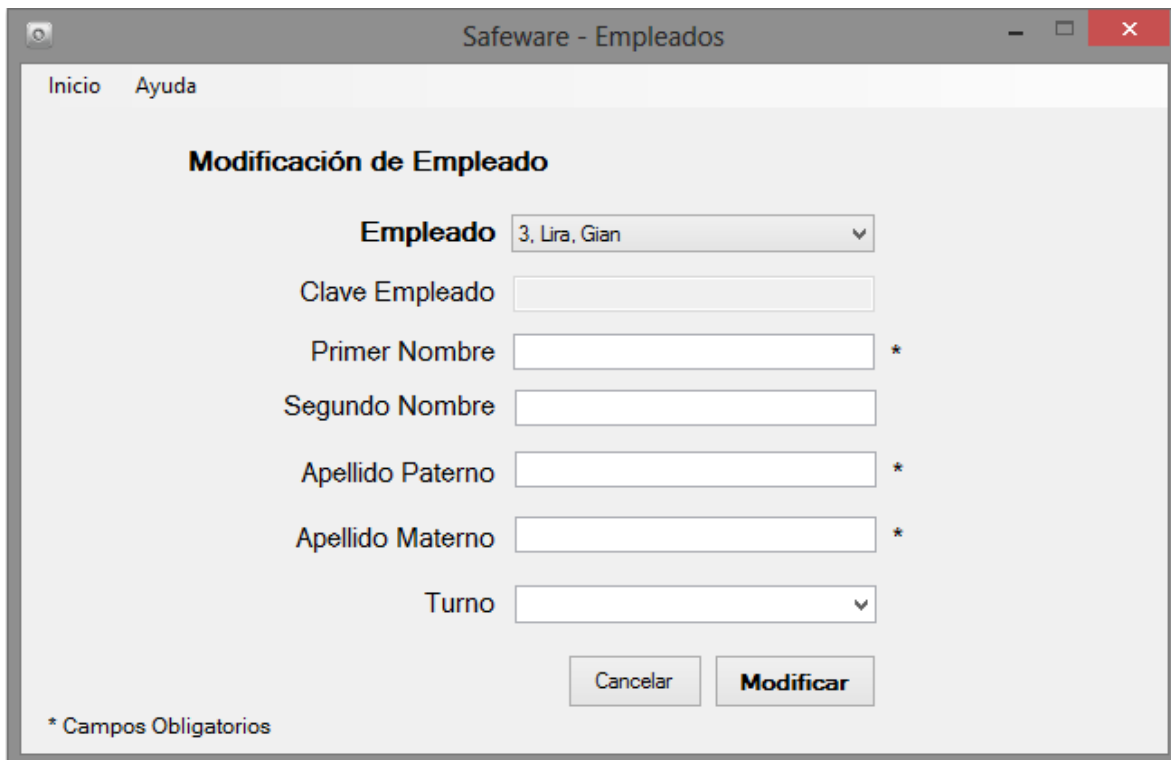 Safeware - Empleados
Inicio Ayuda
Modificación de Empleado
Empleado 3, Lira, Gian
Clave Empleado
Primer Nombre *
Segundo Nombre
Apellido Paterno *
Apellido Materno *
Turno
Cancelar Modificar
* Campos Obligatorios